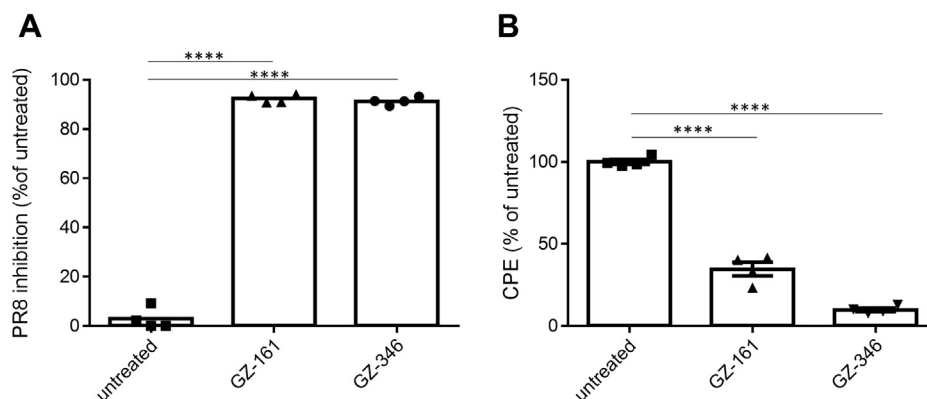 A
PR8 inhibition (%of untreated)
100
80
60
40
20
0
****
****
untreated
GZ-161
GZ-346
B
CPE (% of untreated)
150
100
50
0
****
****
untreated
GZ-161
GZ-346